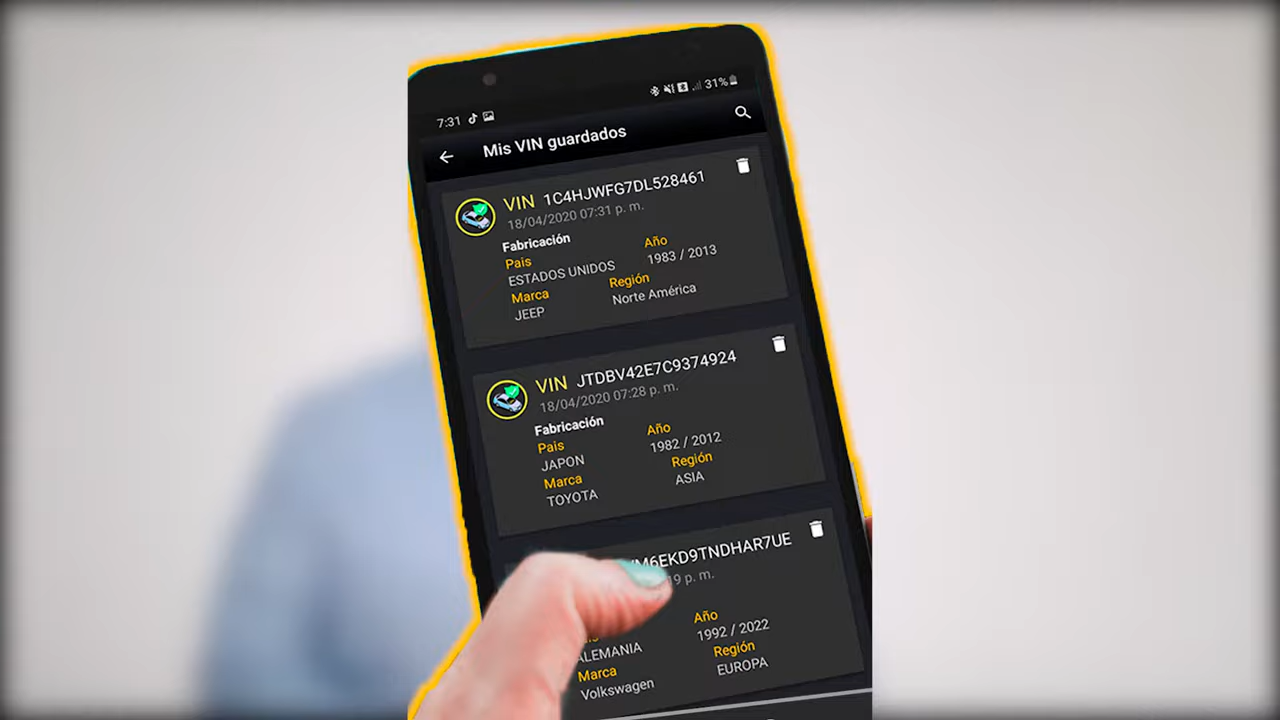 7:31
31%
Mis VIN guardados
VIN 1C4HJWFG7DL528461
18/04/2020 07:31 p. m.
Fabricación
Pais
Año
ESTADOS UNIDOS
1983 / 2013
Marca
Región
JEEP
Norte América
VIN JTDBV42E7C9374924
18/04/2020 07:28 p. m.
Fabricación
Pais
Año
JAPON
1982 / 2012
Marca
Región
TOYOTA
ASIA
M6EKD9TNDHAR7UE
19 p. m.
Año
ALEMANIA
1992 / 2022
Marca
Región
Volkswagen
EUROPA